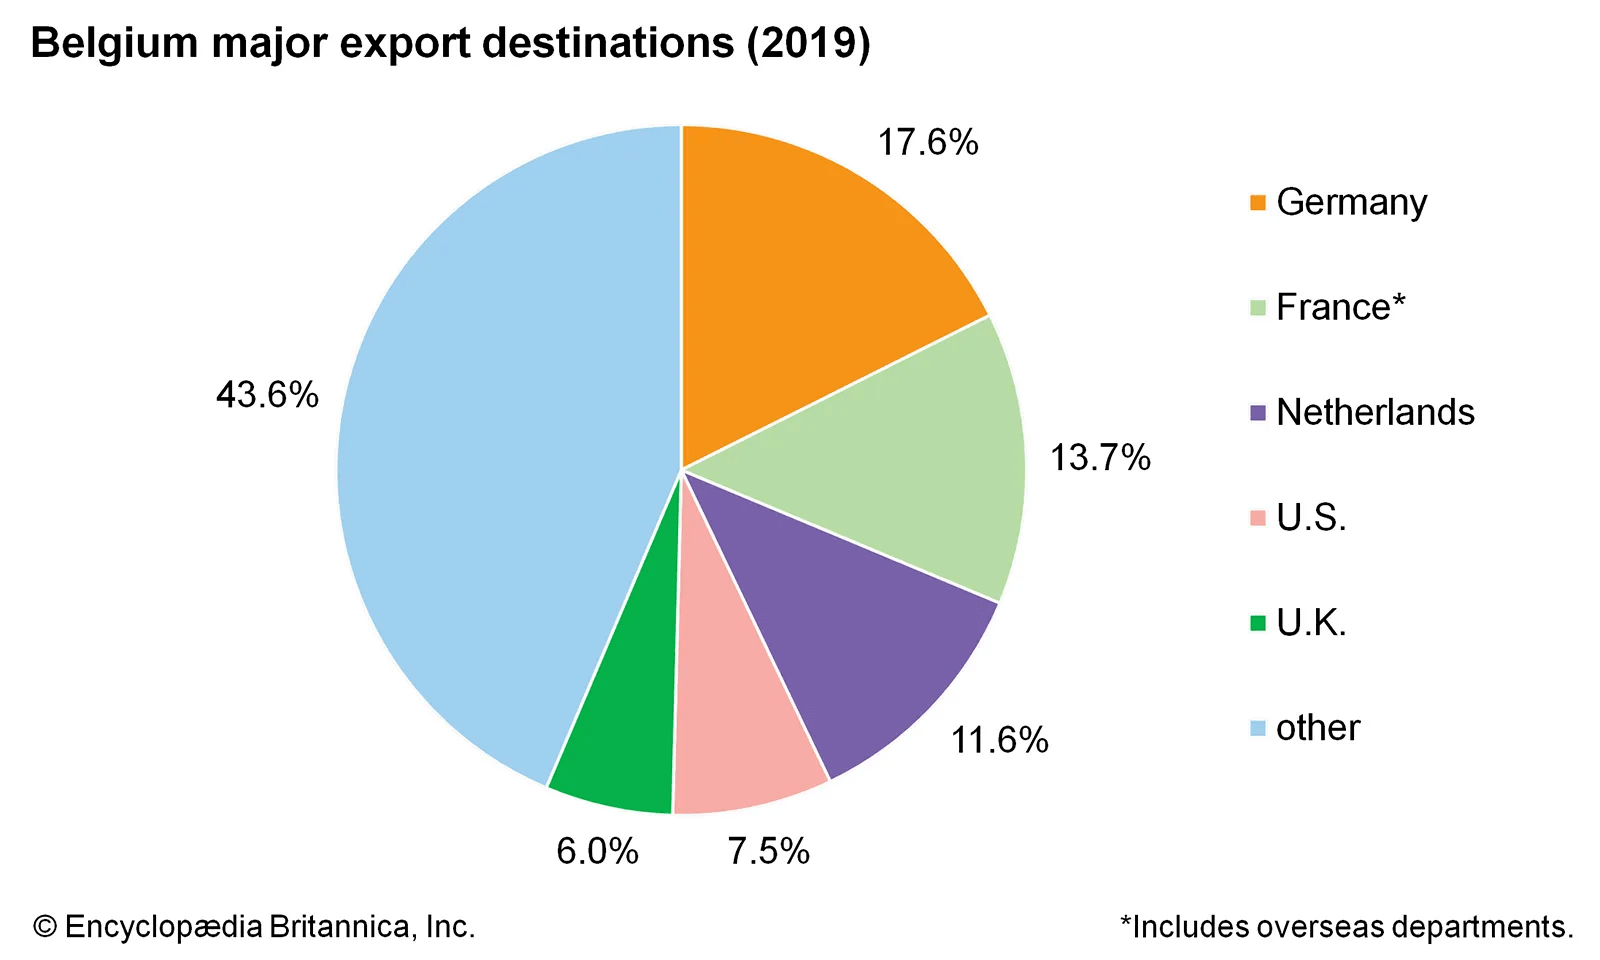 Belgium major export destinations (2019)
17.6%
13.7%
11.6%
7.5%
6.0%
43.6%
Germany
France*
Netherlands
U.S.
U.K.
other
© Encyclopædia Britannica, Inc.
*Includes overseas departments.